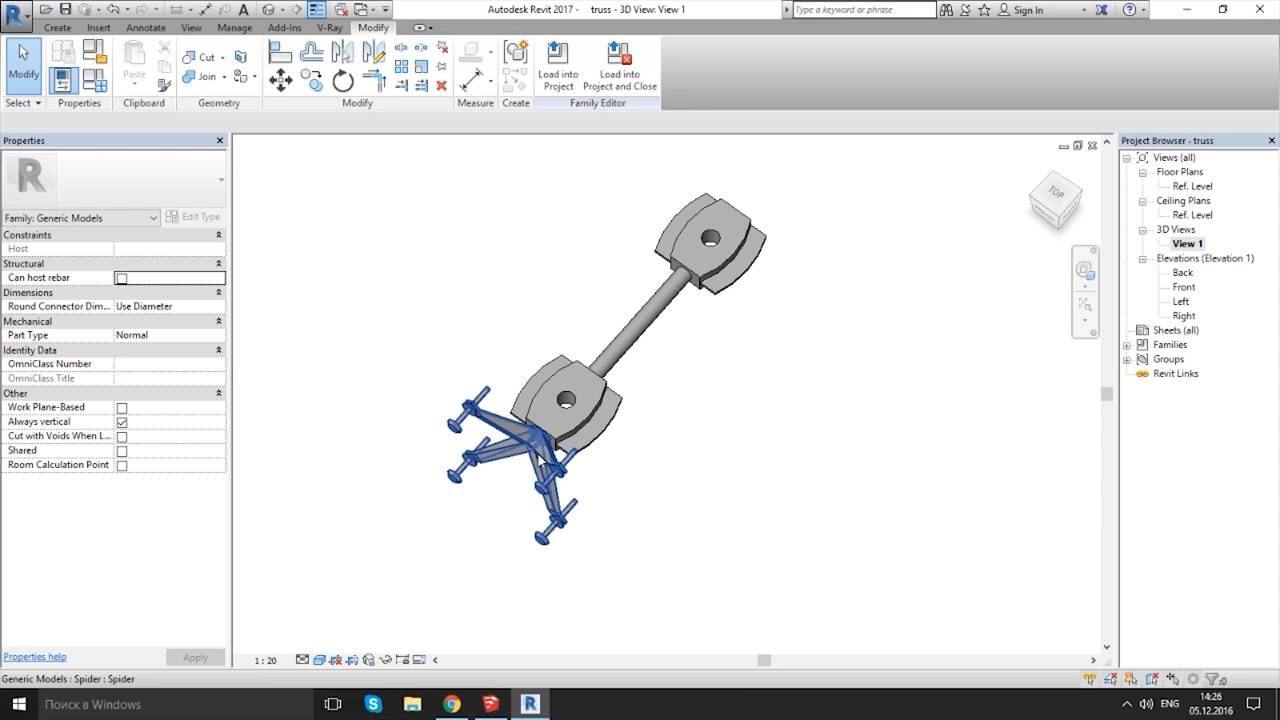 Autodesk Revit 2017 -    truss - 3D View: View 1
Type a keyword or phrase
Sign In
Create
Insert
Annotate
View
Manage
Add-Ins
V-Ray
Modify
Modify
Paste
Cut
Join
Load into
Project
Load into
Project and Close
Select
Properties
Clipboard
Geometry
Modify
Measure
Create
Family Editor
Properties
Family: Generic Models
Edit Type
Constraints
Host
Structural
Can host rebar
Dimensions
Round Connector Dim...
Use Diameter
Mechanical
Part Type
Normal
Identity Data
OmniClass Number
OmniClass Title
Other
Work Plane-Based
Always vertical
Cut with Voids When L...
Shared
Room Calculation Point
Properties help
Apply
TOP
1 : 20
Project Browser - truss
Views (all)
Floor Plans
Ref. Level
Ceiling Plans
Ref. Level
3D Views
View 1
Elevations (Elevation 1)
Back
Front
Left
Right
Sheets (all)
Families
Groups
Revit Links
Generic Models : Spider : Spider
:0
Поиск в Windows
ENG
14:26
05.12.2016